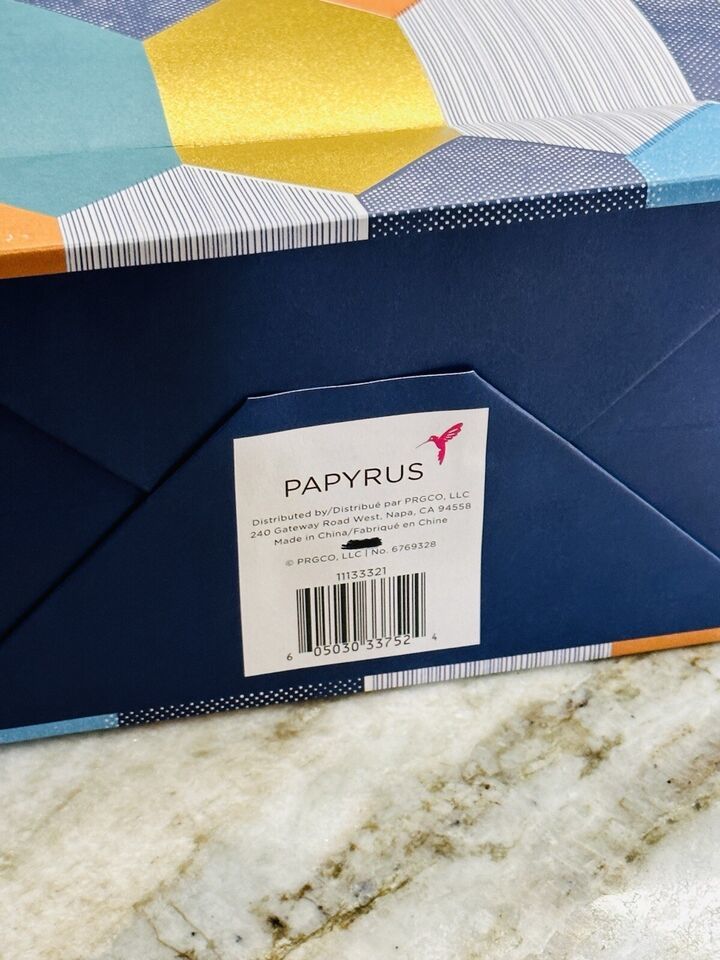 PAPYRUS
Distributed by/Distribué par PRGCO, LLC
240 Gateway Road West, Napa, CA 94558
Made in China/Fabriqué en Chine
© PRGCO, LLC | No. 6769328
11133321
6 05030 33752 4